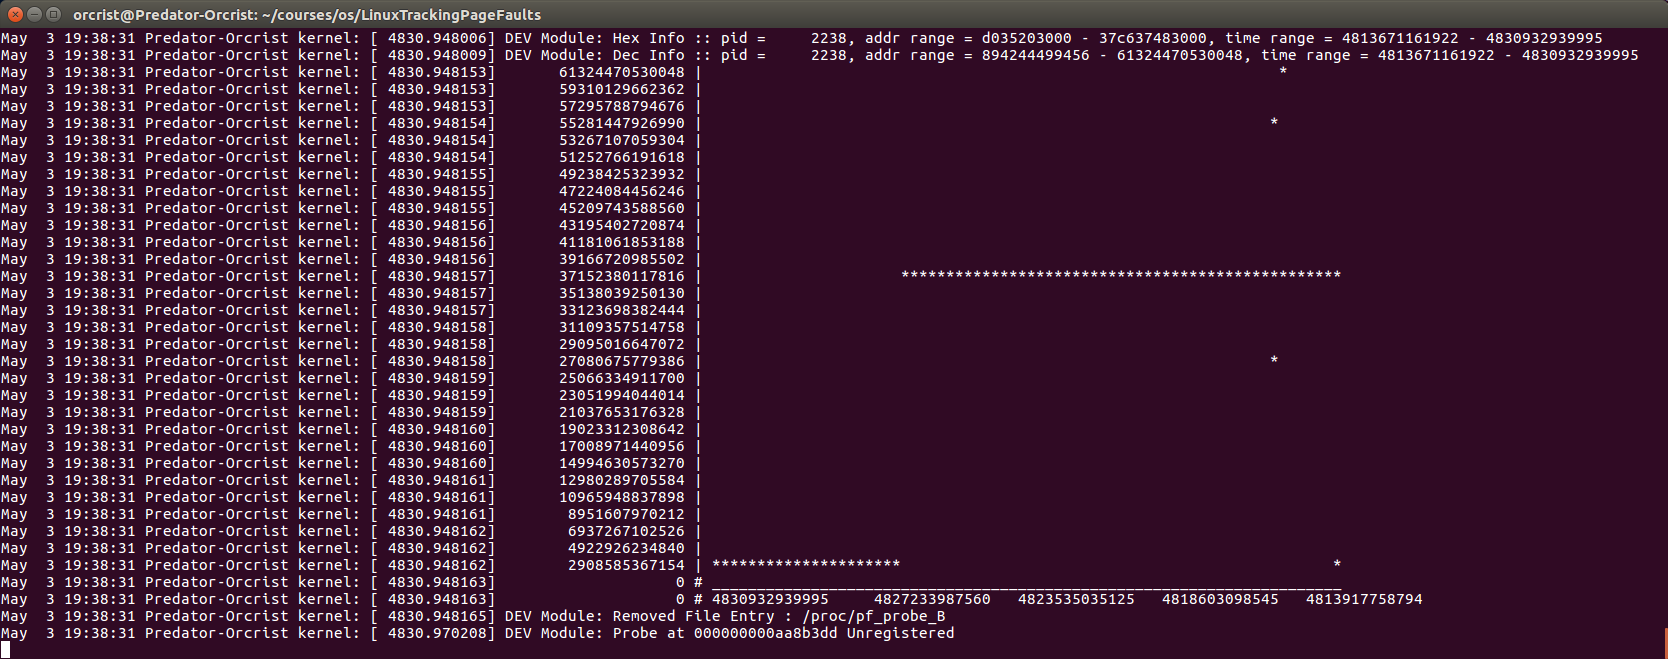 orcrist@Predator-Orcrist: ~/courses/os/LinuxTrackingPageFaults
May  3 19:38:31 Predator-Orcrist kernel: [ 4830.948006] DEV Module: Hex Info :: pid =     2238, addr range = d035203000 - 37c637483000, time range = 4813671161922 - 4830932939995
May  3 19:38:31 Predator-Orcrist kernel: [ 4830.948009] DEV Module: Dec Info :: pid =     2238, addr range = 894244499456 - 61324470530048, time range = 4813671161922 - 4830932939995
May  3 19:38:31 Predator-Orcrist kernel: [ 4830.948153]       61324470530048 |                                                                *
May  3 19:38:31 Predator-Orcrist kernel: [ 4830.948153]       59310129662362 |
May  3 19:38:31 Predator-Orcrist kernel: [ 4830.948153]       57295788794676 |
May  3 19:38:31 Predator-Orcrist kernel: [ 4830.948154]       55281447926990 |                                                               *
May  3 19:38:31 Predator-Orcrist kernel: [ 4830.948154]       53267107059304 |
May  3 19:38:31 Predator-Orcrist kernel: [ 4830.948154]       51252766191618 |
May  3 19:38:31 Predator-Orcrist kernel: [ 4830.948155]       49238425323932 |
May  3 19:38:31 Predator-Orcrist kernel: [ 4830.948155]       47224084456246 |
May  3 19:38:31 Predator-Orcrist kernel: [ 4830.948155]       45209743588560 |
May  3 19:38:31 Predator-Orcrist kernel: [ 4830.948156]       43195402720874 |
May  3 19:38:31 Predator-Orcrist kernel: [ 4830.948156]       41181061853188 |
May  3 19:38:31 Predator-Orcrist kernel: [ 4830.948156]       39166720985502 |
May  3 19:38:31 Predator-Orcrist kernel: [ 4830.948157]       37152380117816 |                      *************************************************
May  3 19:38:31 Predator-Orcrist kernel: [ 4830.948157]       35138039250130 |
May  3 19:38:31 Predator-Orcrist kernel: [ 4830.948157]       33123698382444 |
May  3 19:38:31 Predator-Orcrist kernel: [ 4830.948158]       31109357514758 |
May  3 19:38:31 Predator-Orcrist kernel: [ 4830.948158]       29095016647072 |
May  3 19:38:31 Predator-Orcrist kernel: [ 4830.948158]       27080675779386 |                                                               *
May  3 19:38:31 Predator-Orcrist kernel: [ 4830.948159]       25066334911700 |
May  3 19:38:31 Predator-Orcrist kernel: [ 4830.948159]       23051994044014 |
May  3 19:38:31 Predator-Orcrist kernel: [ 4830.948159]       21037653176328 |
May  3 19:38:31 Predator-Orcrist kernel: [ 4830.948160]       19023312308642 |
May  3 19:38:31 Predator-Orcrist kernel: [ 4830.948160]       17008971440956 |
May  3 19:38:31 Predator-Orcrist kernel: [ 4830.948160]       14994630573270 |
May  3 19:38:31 Predator-Orcrist kernel: [ 4830.948161]       12980289705584 |
May  3 19:38:31 Predator-Orcrist kernel: [ 4830.948161]       10965948837898 |
May  3 19:38:31 Predator-Orcrist kernel: [ 4830.948161]        8951607970212 |
May  3 19:38:31 Predator-Orcrist kernel: [ 4830.948162]        6937267102526 |
May  3 19:38:31 Predator-Orcrist kernel: [ 4830.948162]        4922926234840 |
May  3 19:38:31 Predator-Orcrist kernel: [ 4830.948162]        2908585367154 | *********************                                                *
May  3 19:38:31 Predator-Orcrist kernel: [ 4830.948163]                    0 # ______________________________________________________________________
May  3 19:38:31 Predator-Orcrist kernel: [ 4830.948163]                    0 # 4830932939995     4827233987560   4823535035125   4818603098545   4813917758794
May  3 19:38:31 Predator-Orcrist kernel: [ 4830.948165] DEV Module: Removed File Entry : /proc/pf_probe_B
May  3 19:38:31 Predator-Orcrist kernel: [ 4830.970208] DEV Module: Probe at 000000000aa8b3dd Unregistered